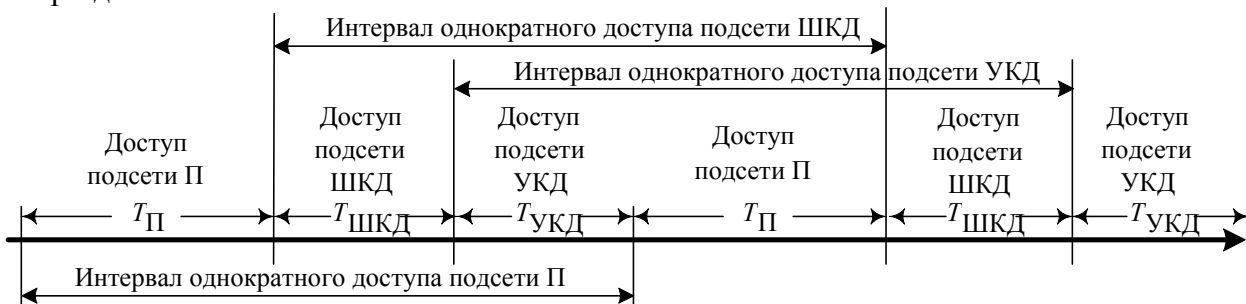 Интервал однократного доступа подсети ШКД
Интервал однократного доступа подсети УКД
Доступ
подсети П
Доступ
подсети
ШКД
Доступ
подсети
УКД
Доступ
подсети П
Доступ
подсети
ШКД
Доступ
подсети
УКД
TП
TШКД
TУКД
TП
TШКД
TУКД
Интервал однократного доступа подсети П